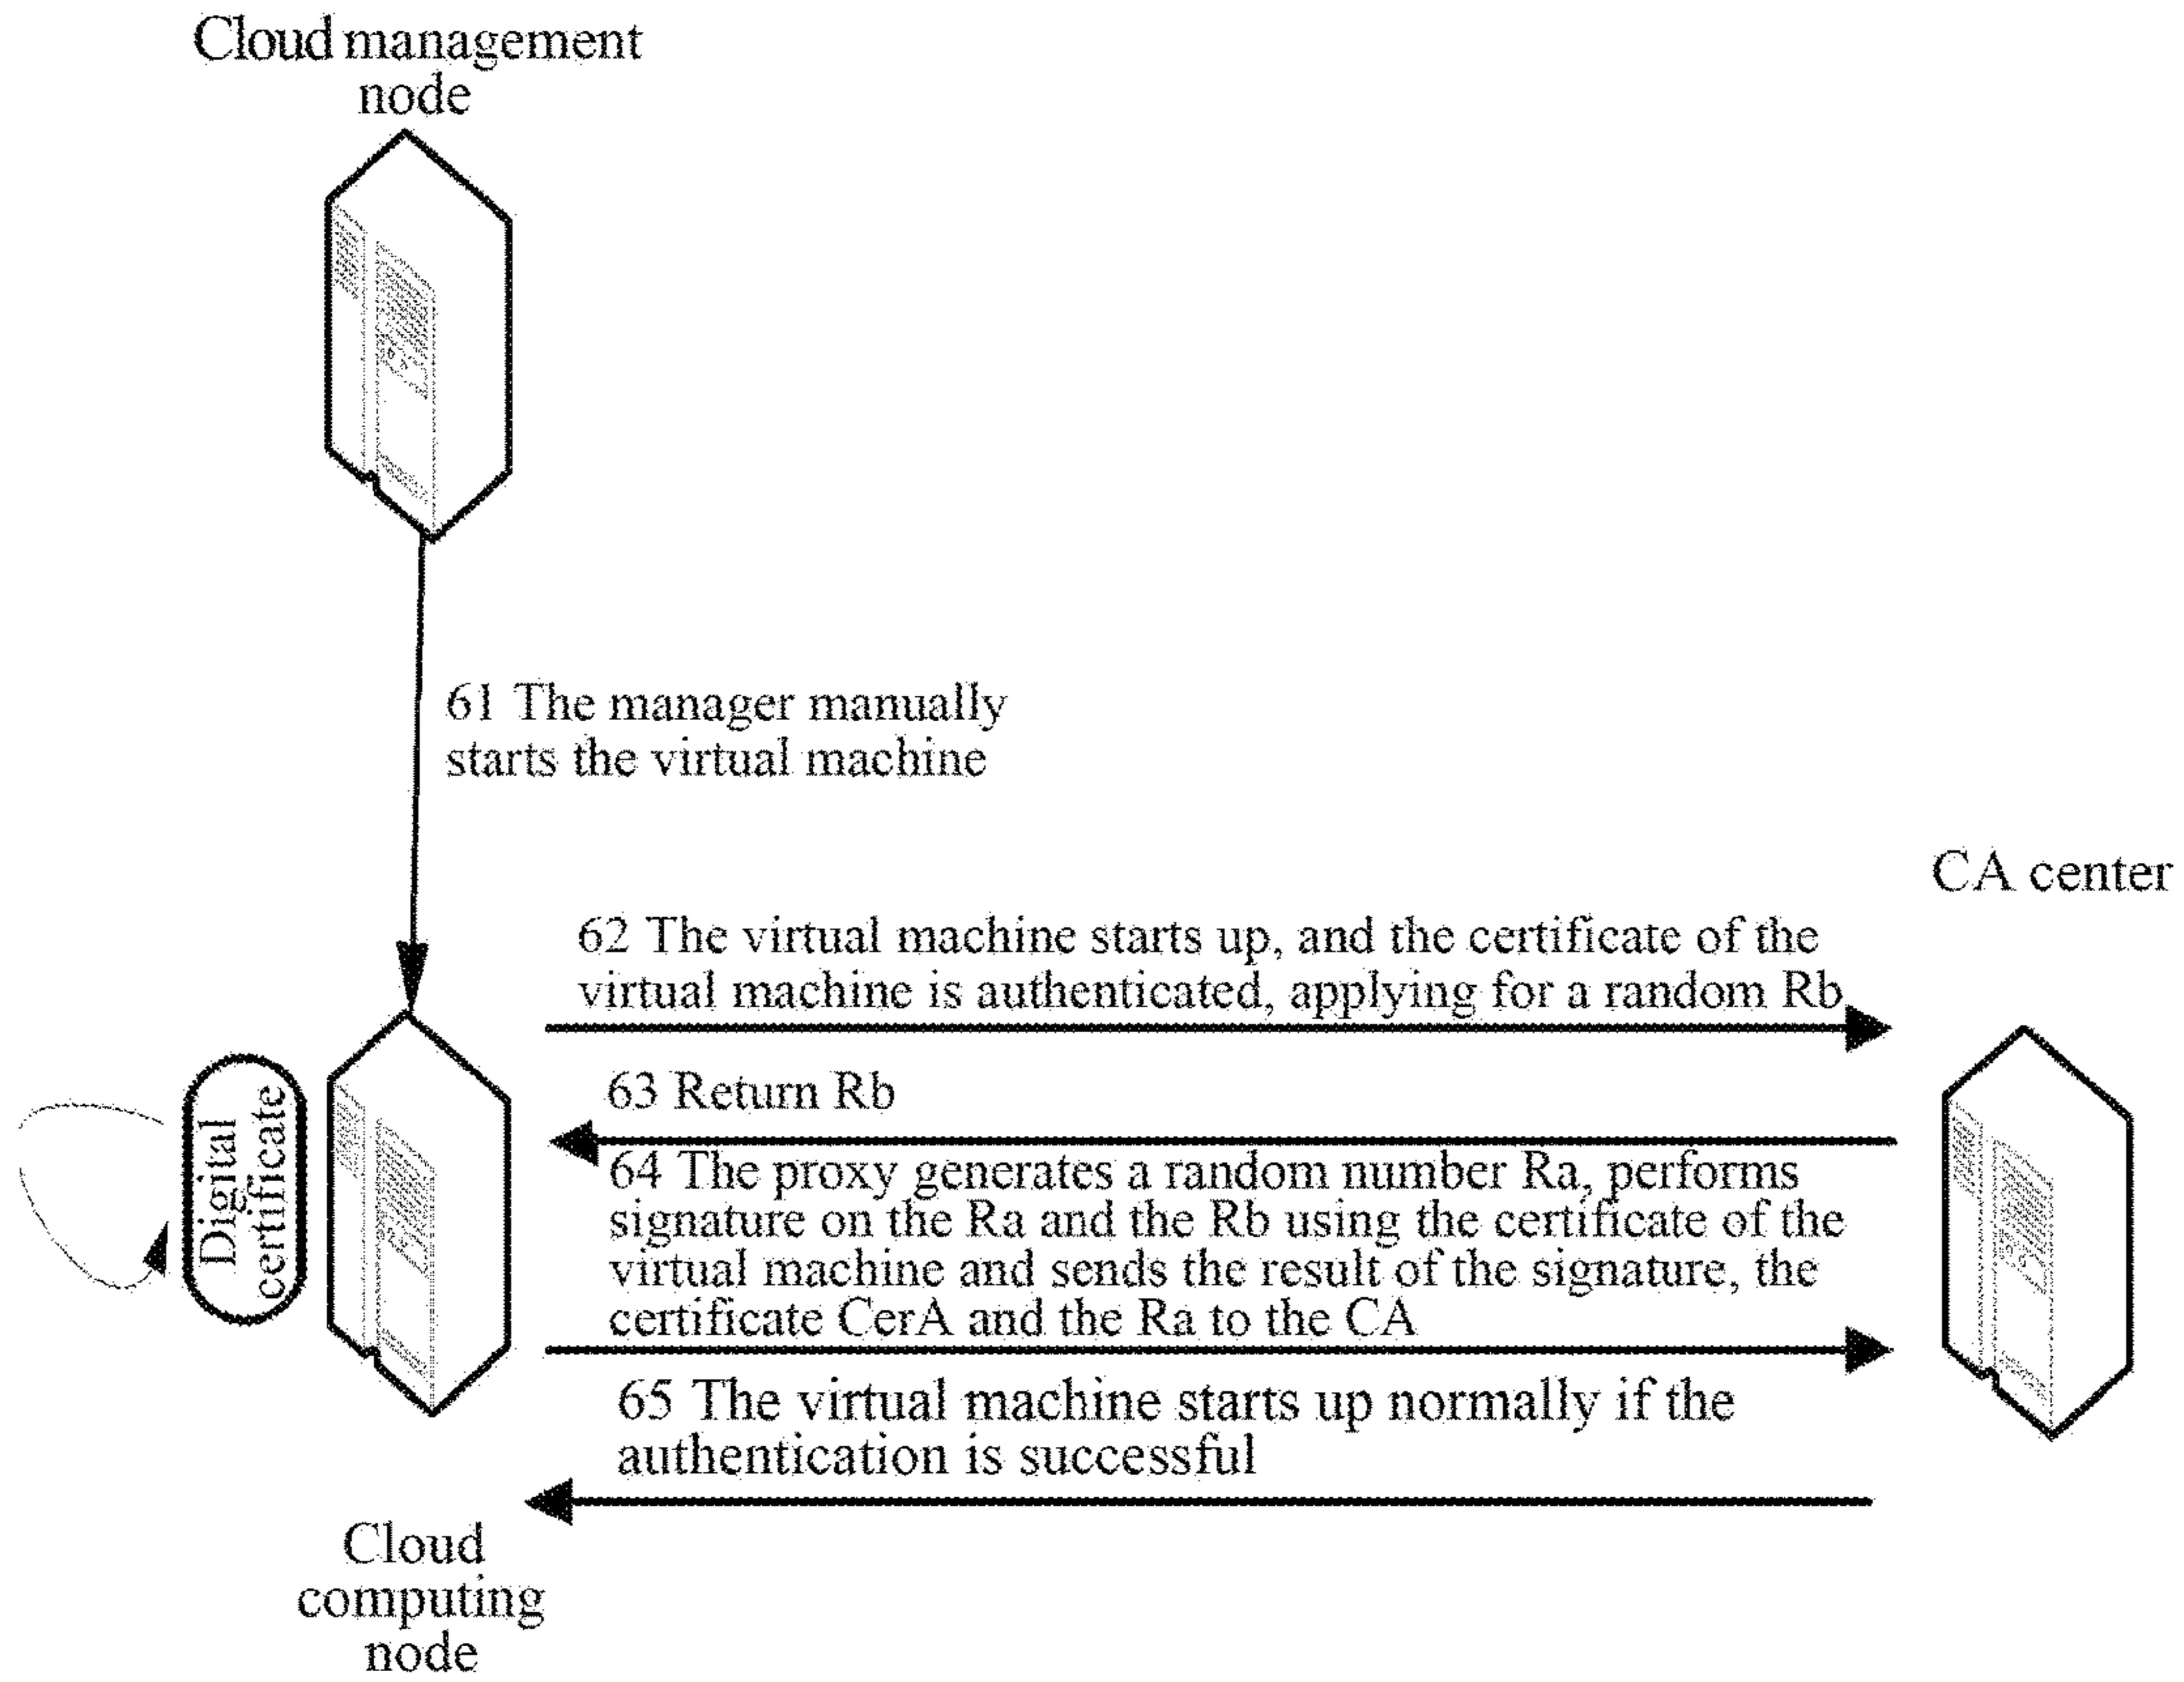 Cloud management
node
61 The manager manually
starts the virtual machine
CA center
62 The virtual machine starts up, and the certificate of the
virtual machine is authenticated, applying for a random Rb
63 Return Rb
64 The proxy generates a random number Ra, performs
signature on the Ra and the Rb using the certificate of the
virtual machine and sends the result of the signature, the
certificate CerA and the Ra to the CA
Digital
certificate
65 The virtual machine starts up normally if the
authentication is successful
Cloud
computing
node